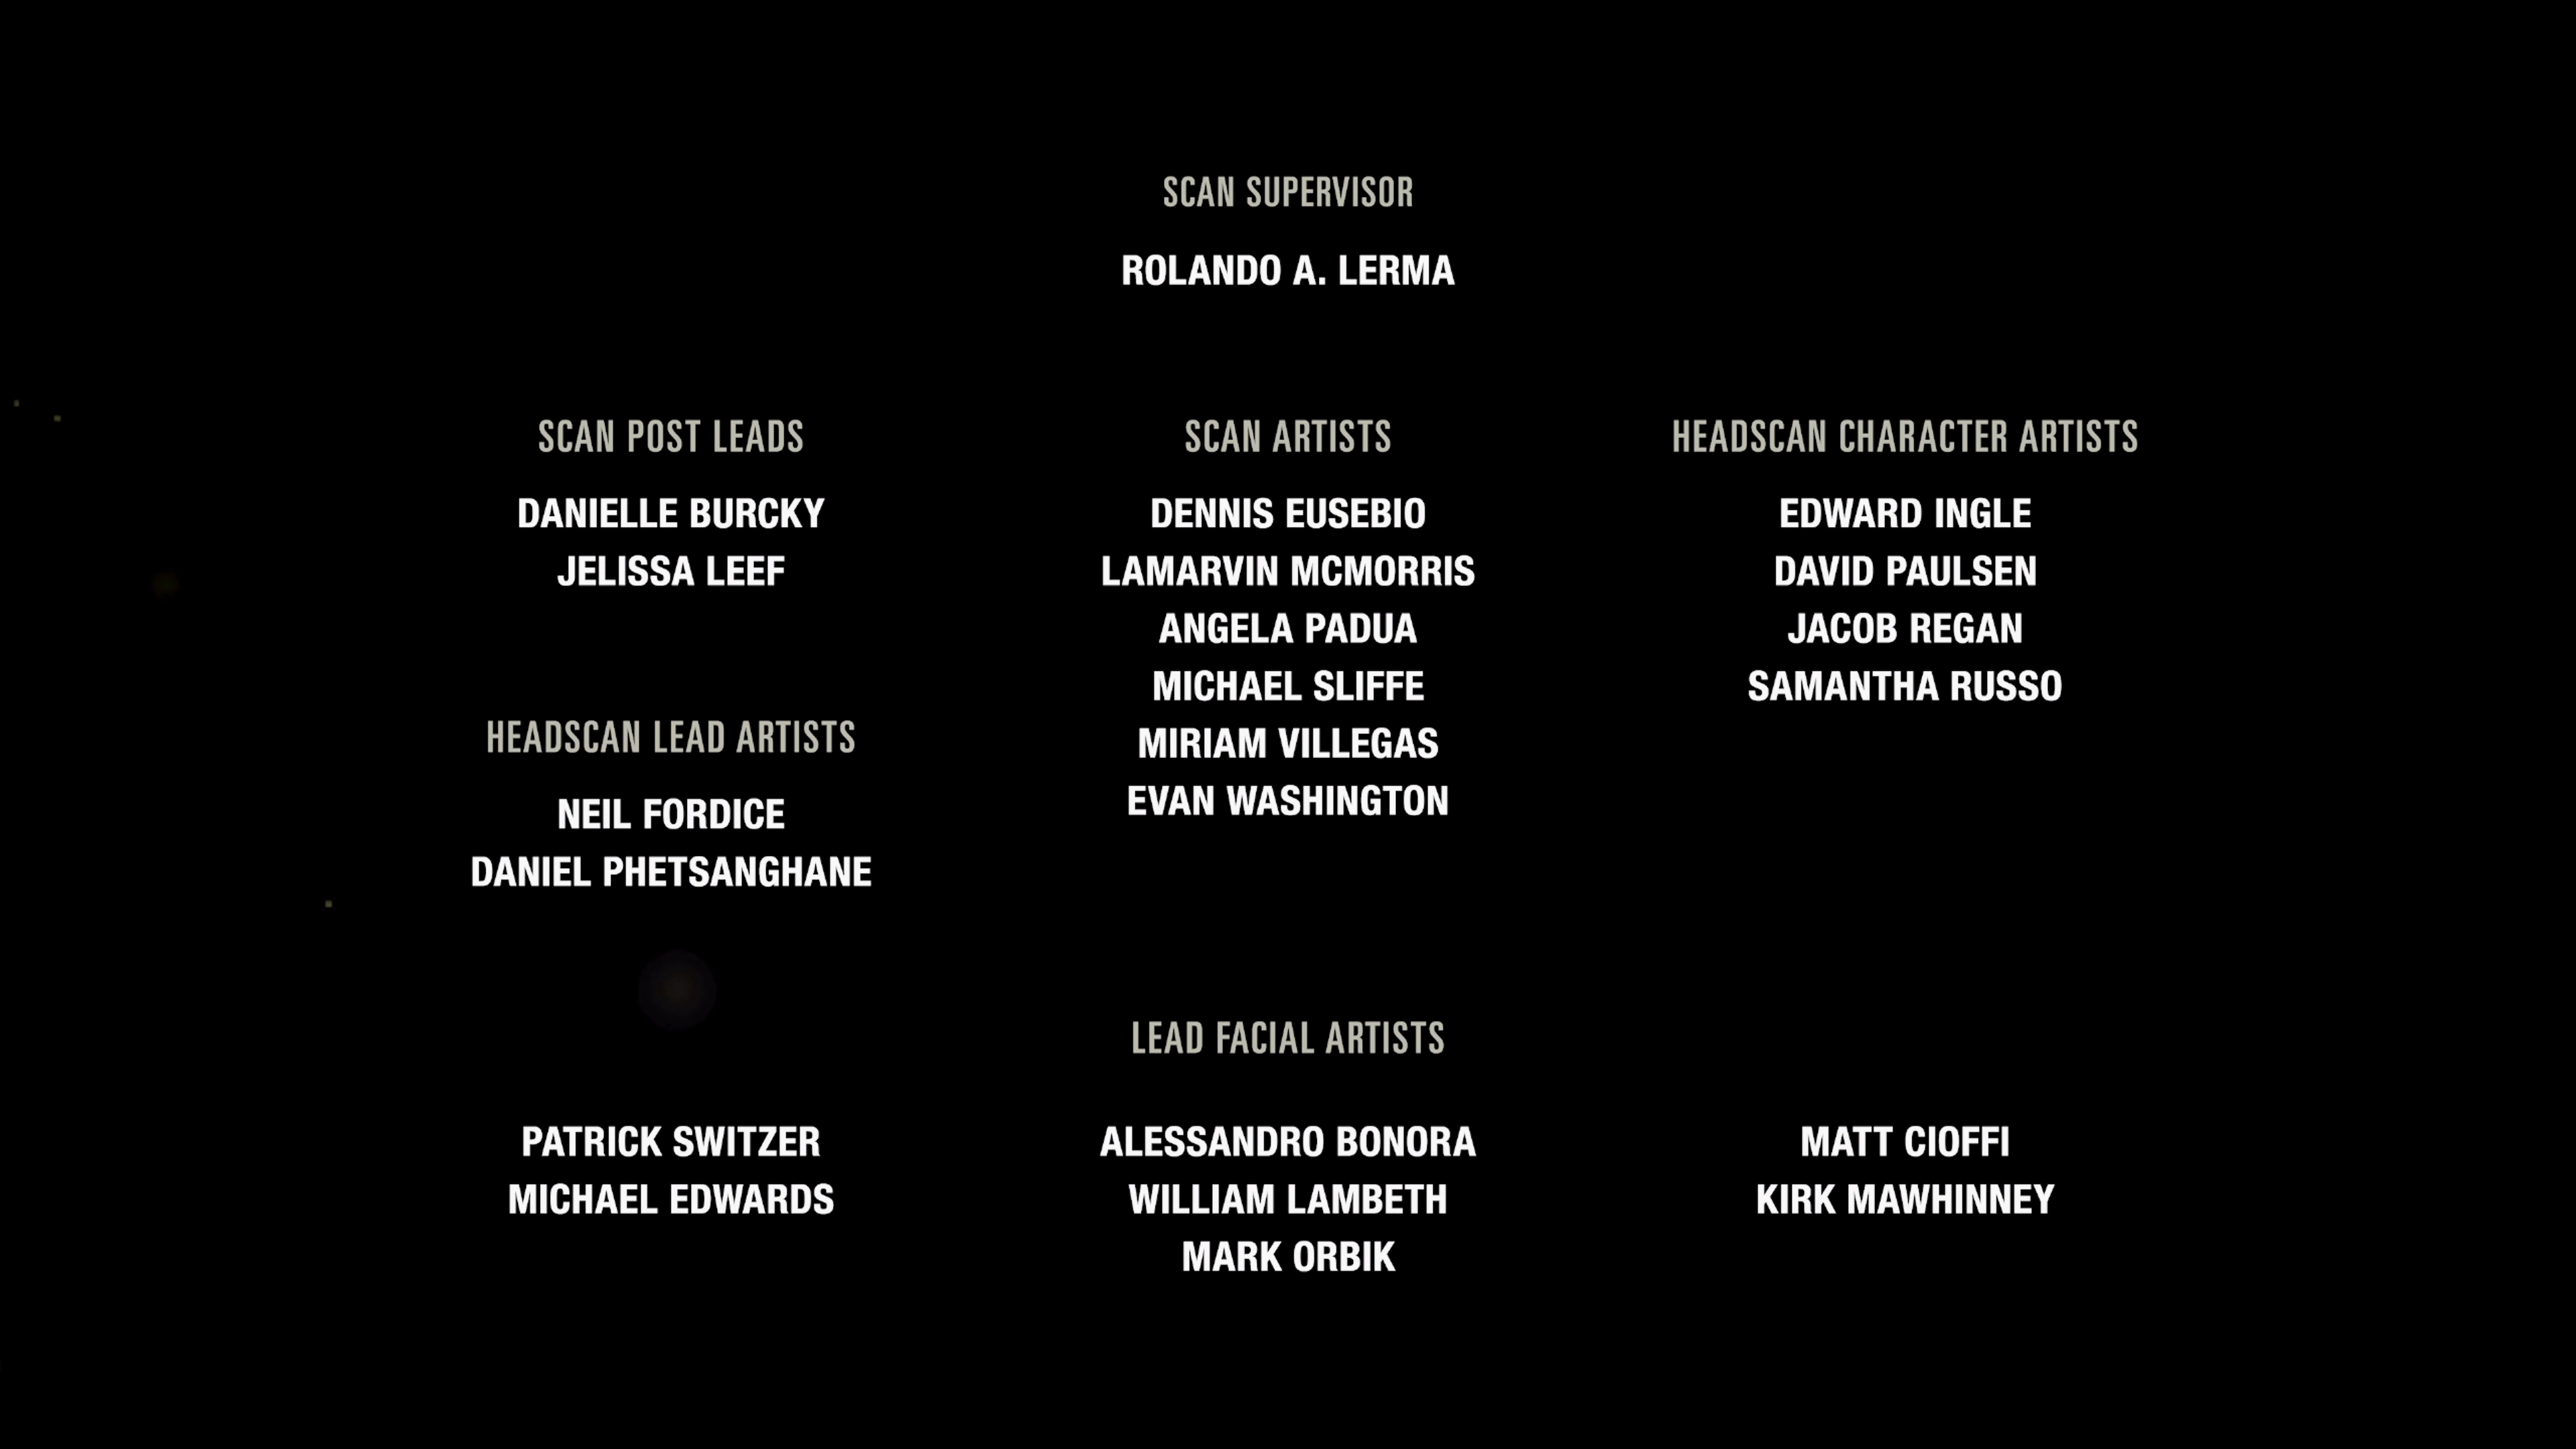 SCAN SUPERVISOR
ROLANDO A. LERMA
SCAN POST LEADS
DANIELLE BURCKY
JELISSA LEEF
HEADSCAN LEAD ARTISTS
NEIL FORDICE
DANIEL PHETSANGHANE
SCAN ARTISTS
DENNIS EUSEBIO
LAMARVIN MCMORRIS
ANGELA PADUA
MICHAEL SLIFFE
MIRIAM VILLEGAS
EVAN WASHINGTON
HEADSCAN CHARACTER ARTISTS
EDWARD INGLE
DAVID PAULSEN
JACOB REGAN
SAMANTHA RUSSO
LEAD FACIAL ARTISTS
PATRICK SWITZER
MICHAEL EDWARDS
ALESSANDRO BONORA
WILLIAM LAMBETH
MARK ORBIK
MATT CIOFFI
KIRK MAWHINNEY